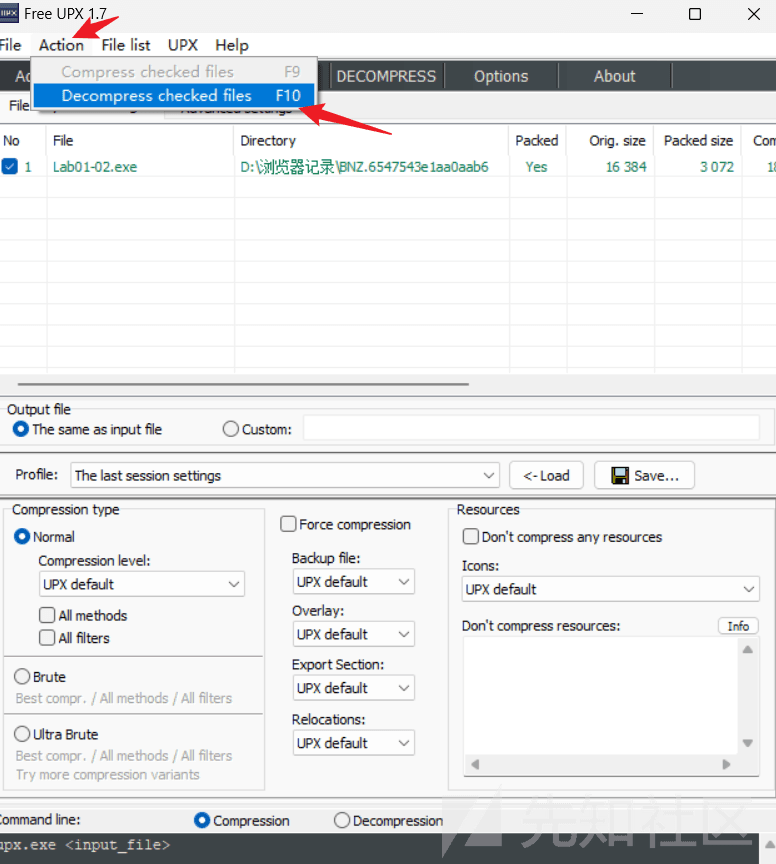 Free UPX 1.7
File Action File list UPX Help
Compress checked files F9
Decompress checked files F10
DECOMPRESS Options About
File
No File Directory Packed Orig. size Packed size Com
1 Lab01-02.exe D:\浏览器记录\BNZ.6547543e1aa0aab6 Yes 16 384 3 072 18
Output file
The same as input file Custom:
Profile: The last session settings <- Load Save...
Compression type
Normal
Compression level:
UPX default
All methods
All filters
Brute
Best compr. / All methods / All filters
Ultra Brute
Best compr. / All methods / All filters
Try more compression variants
Force compression
Backup file:
UPX default
Overlay:
UPX default
Export Section:
UPX default
Relocations:
UPX default
Resources
Don't compress any resources
Icons:
UPX default
Don't compress resources: Info
Command line: Compression Decompression
upx.exe <input_file>
先知社区